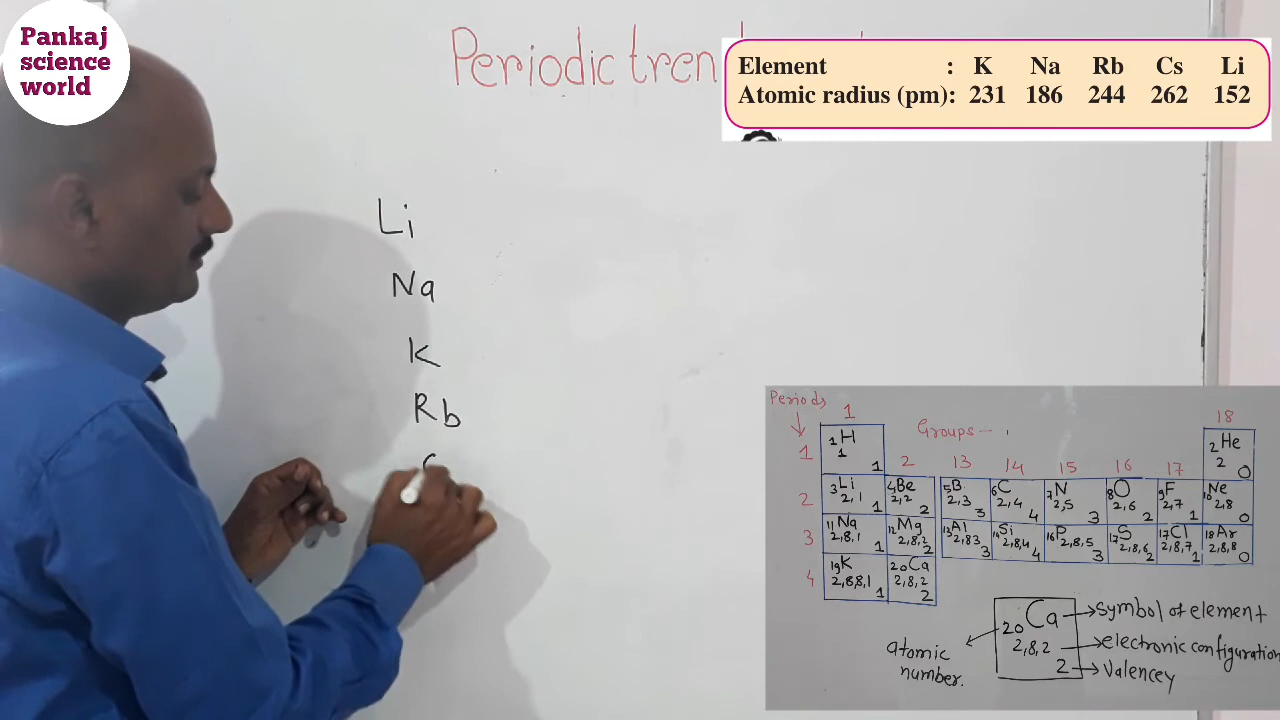 Pankaj
science
world
Periodic tren
Element : K Na Rb Cs Li
Atomic radius (pm): 231 186 244 262 152
Li
Na
K
Rb
Periods
1
Groups--
18
1
1H
1
1
2
13
14
15
16
17
2He
2
0
2
3Li
2,1
1
4Be
2,2
2
5B
2,3
3
6C
2,4
4
7N
2,5
3
8O
2,6
2
9F
2,7
1
10Ne
2,8
0
3
11Na
2,8,1
1
12Mg
2,8,2
2
13Al
2,83
3
14Si
2,8,4
4
16P
2,8,5
3
17S
2,8,6
2
17Cl
2,8,7
1
18Ar
2,8,8
0
4
19K
2,8,8,1
1
20Ca
2,8,2
2
20Ca
2,8,2
2
symbol of element
electronic configuration
Valencey
atomic
number.